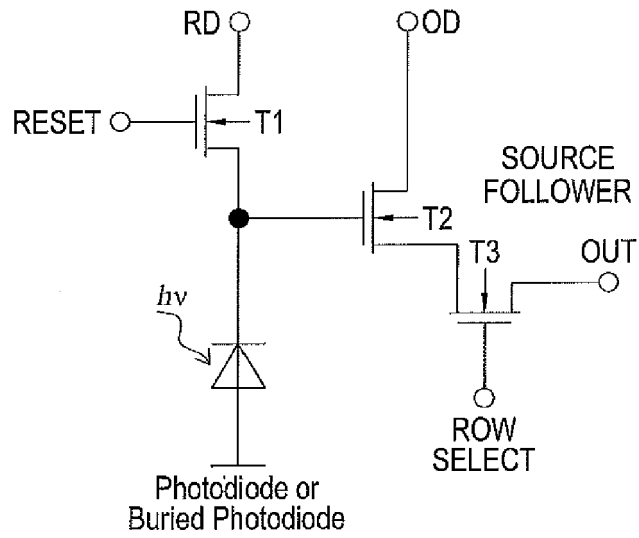 RD
OD
RESET
T1
SOURCE
FOLLOWER
T2
T3
OUT
hν
ROW
SELECT
Photodiode or
Buried Photodiode